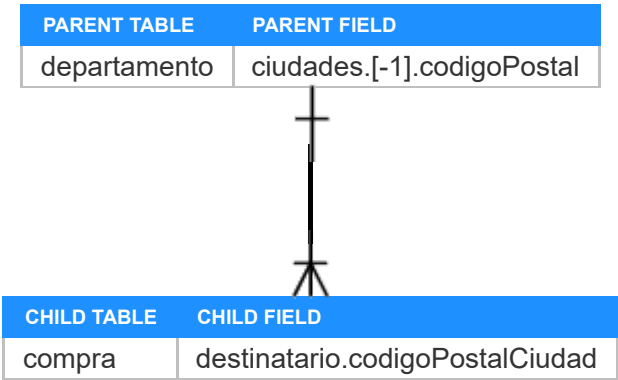 PARENT TABLE PARENT FIELD
departamento ciudades.[-1].codigoPostal
CHILD TABLE CHILD FIELD
compra destinatario.codigoPostalCiudad